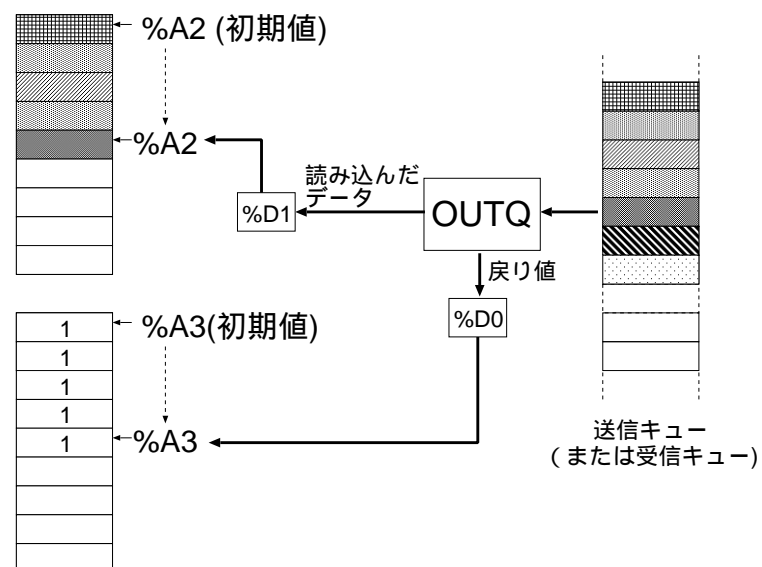 %A2 (初期値)
%A2
読み込んだ
データ
%D1
OUTQ
戻り値
%D0
1
%A3(初期値)
1
1
1
1
%A3
送信キュー
(または受信キュー)